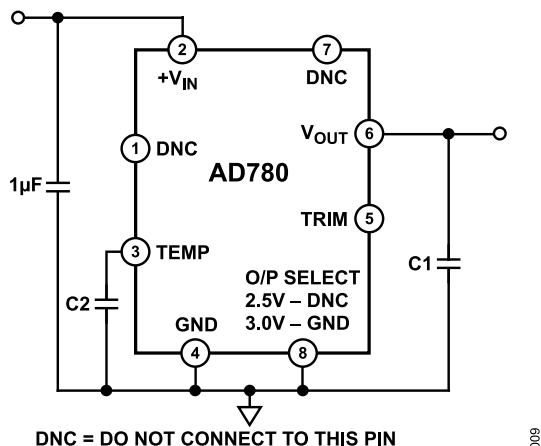 2
7
+VIN
DNC
1 DNC
VOUT 6
AD780
1µF
TRIM 5
3 TEMP
O/P SELECT
2.5V – DNC
3.0V – GND
C1
C2
GND
4
8
DNC = DO NOT CONNECT TO THIS PIN
009